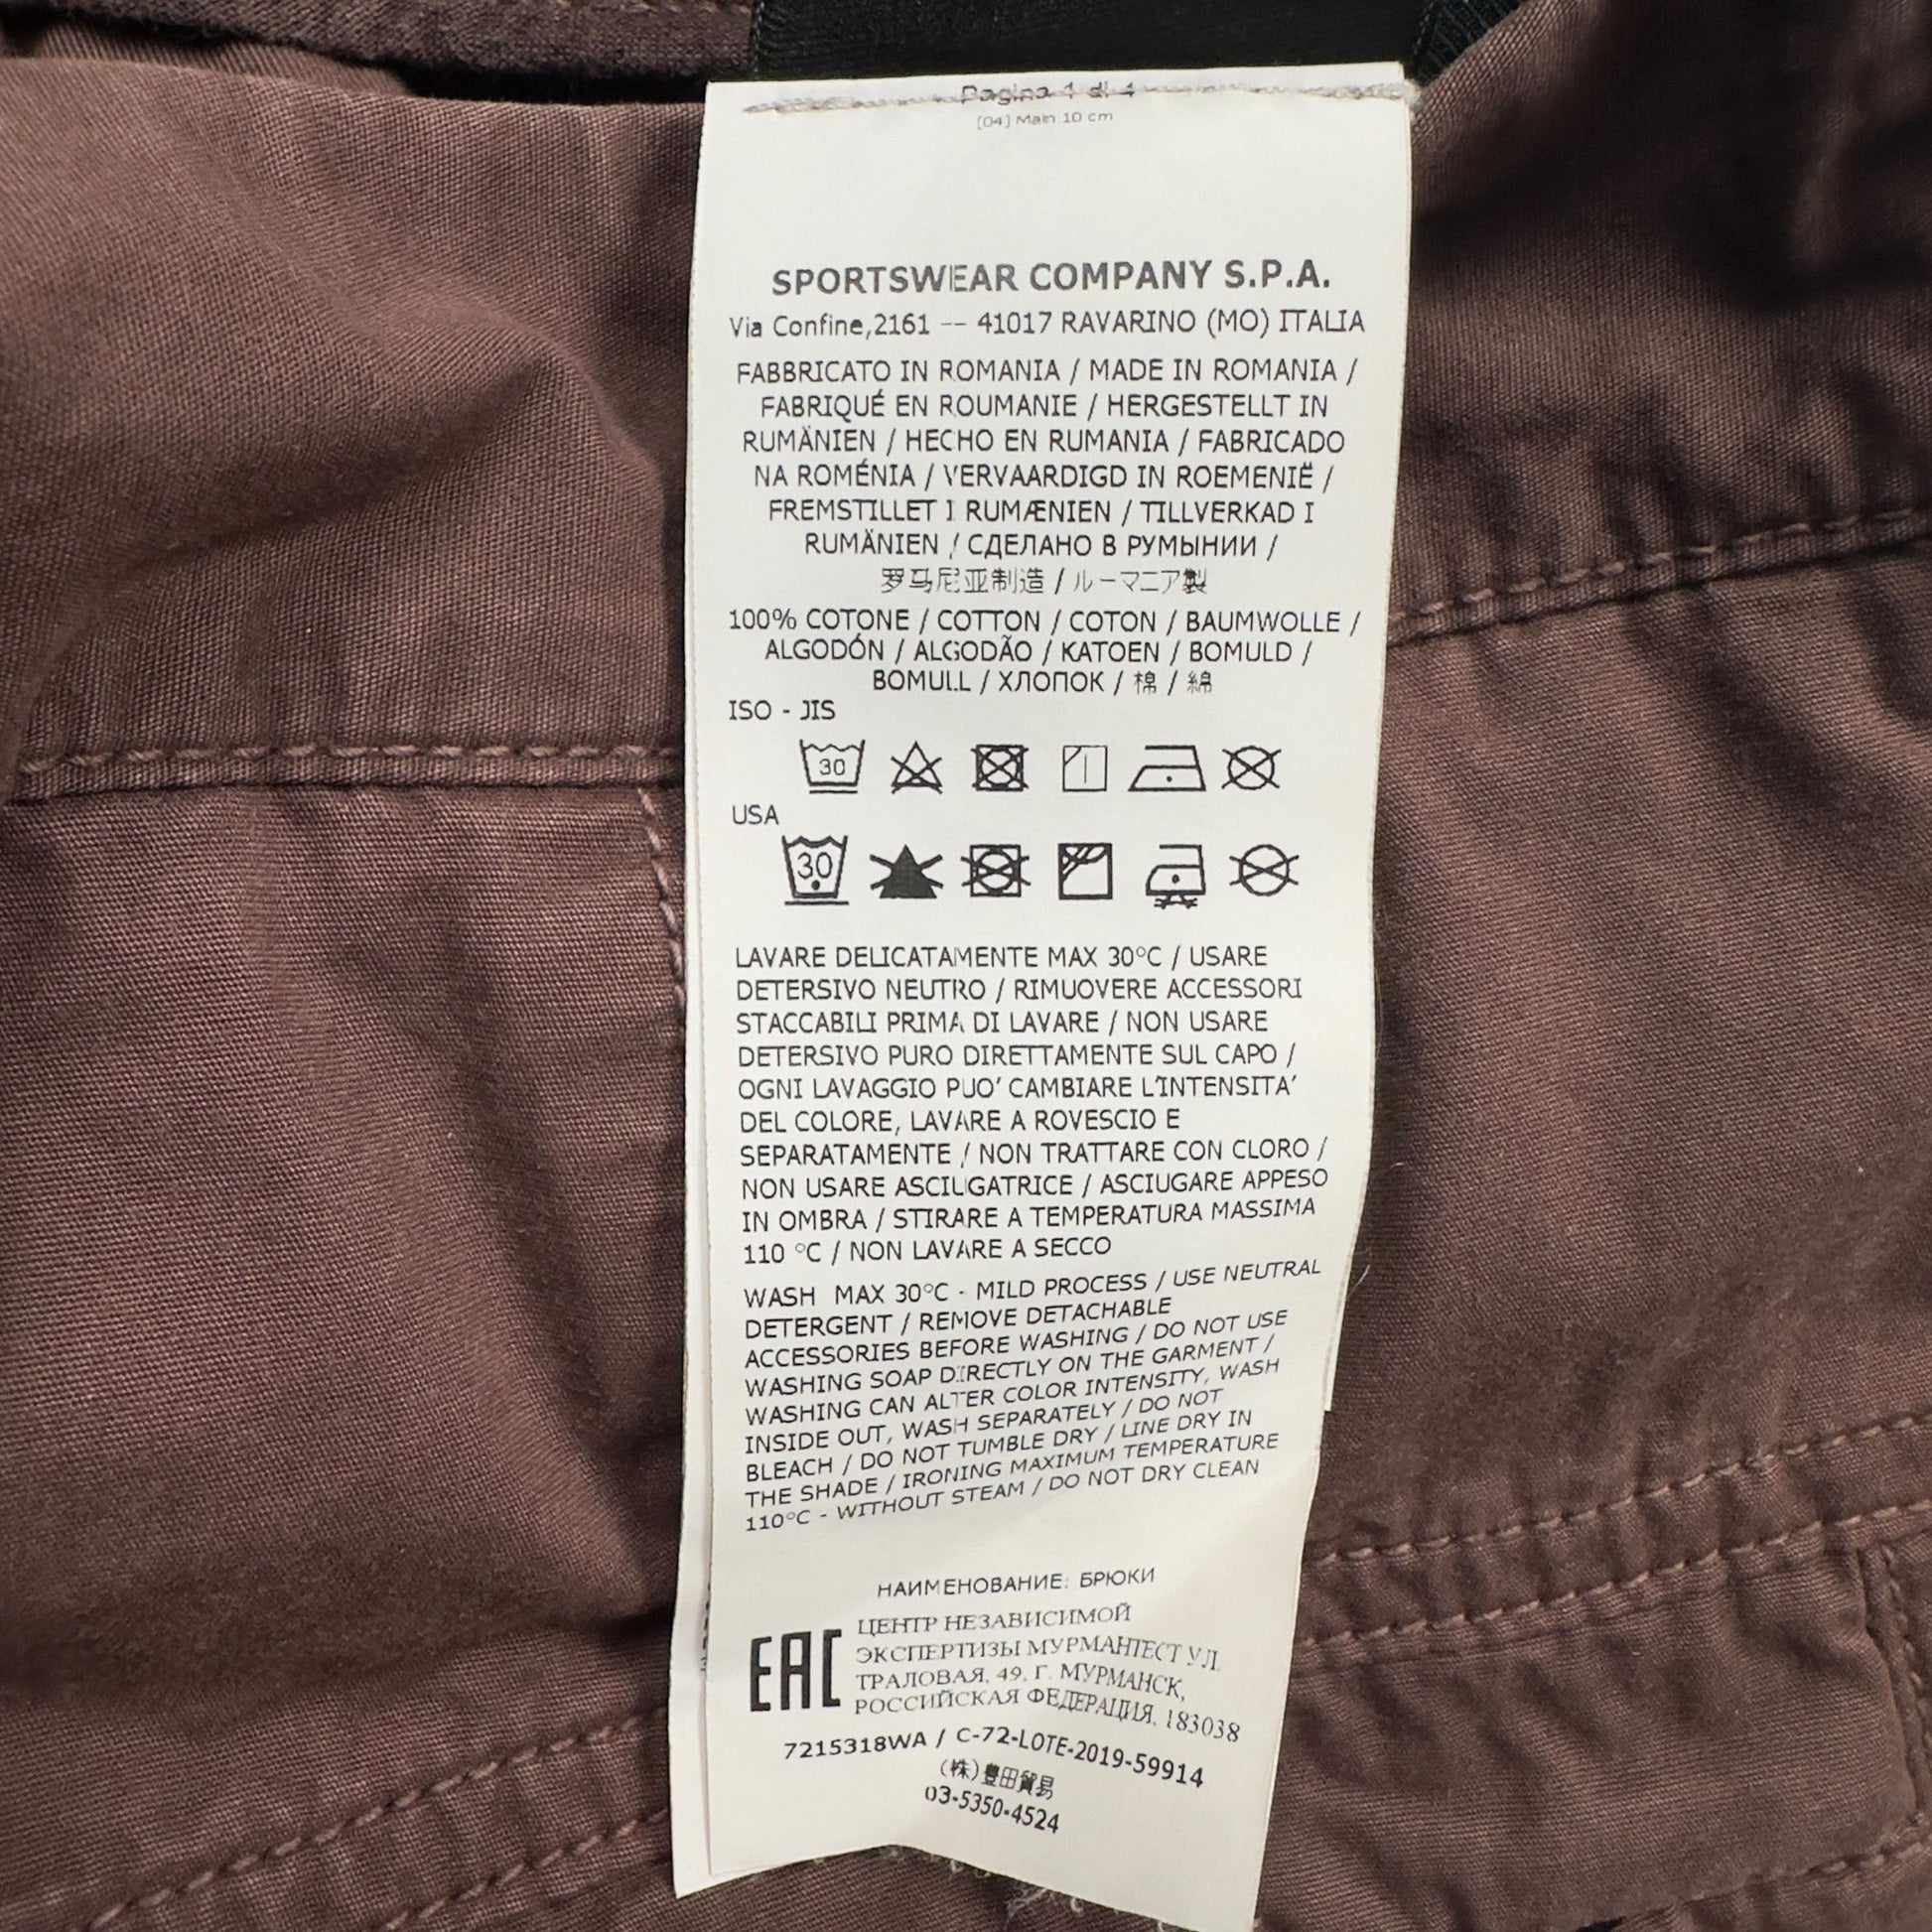 Pagina 1 di 4
[04] Main 10 cm
SPORTSWEAR COMPANY S.P.A.
Via Confine,2161 -- 41017 RAVARINO (MO) ITALIA
FABBRICATO IN ROMANIA / MADE IN ROMANIA /
FABRIQUÉ EN ROUMANIE / HERGESTELLT IN
RUMÄNIEN / HECHO EN RUMANIA / FABRICADO
NA ROMÉNIA / VERVAARDIGD IN ROEMENIË /
FREMSTILLET I RUMÆNIEN / TILLVERKAD I
RUMÄNIEN / СДЕЛАНО В РУМЫНИИ /
罗马尼亚制造 / ルーマニア製
100% COTONE / COTTON / COTON / BAUMWOLLE /
ALGODÓN / ALGODÃO / KATOEN / BOMULD /
BOMULL / ХЛОПОК / 棉 / 綿
ISO - JIS
30
USA
30
LAVARE DELICATAMENTE MAX 30°C / USARE
DETERSIVO NEUTRO / RIMUOVERE ACCESSORI
STACCABILI PRIMA DI LAVARE / NON USARE
DETERSIVO PURO DIRETTAMENTE SUL CAPO /
OGNI LAVAGGIO PUO' CAMBIARE L'INTENSITA'
DEL COLORE, LAVARE A ROVESCIO E
SEPARATAMENTE / NON TRATTARE CON CLORO /
NON USARE ASCIUGATRICE / ASCIUGARE APPESO
IN OMBRA / STIRARE A TEMPERATURA MASSIMA
110 °C / NON LAVARE A SECCO
WASH MAX 30°C - MILD PROCESS / USE NEUTRAL
DETERGENT / REMOVE DETACHABLE
ACCESSORIES BEFORE WASHING / DO NOT USE
WASHING SOAP DIRECTLY ON THE GARMENT /
WASHING CAN ALTER COLOR INTENSITY, WASH
INSIDE OUT, WASH SEPARATELY / DO NOT
BLEACH / DO NOT TUMBLE DRY / LINE DRY IN
THE SHADE / IRONING MAXIMUM TEMPERATURE
110°C - WITHOUT STEAM / DO NOT DRY CLEAN
НАИМЕНОВАНИЕ: БРЮКИ
EAC
ЦЕНТР НЕЗАВИСИМОЙ
ЭКСПЕРТИЗЫ МУРМАНТЕСТ УЛ.
ТРАЛОВАЯ, 49, Г. МУРМАНСК,
РОССИЙСКАЯ ФЕДЕРАЦИЯ, 183038
7215318WA / C-72-LOTE-2019-59914
(株)豊田貿易
03-5350-4524